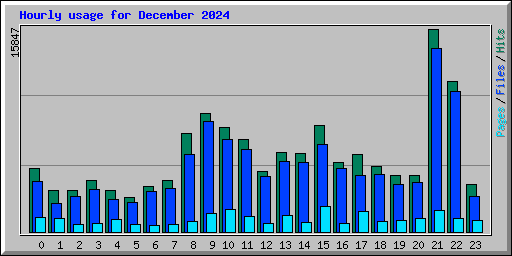 Hourly usage for December 2024
15847
Pages/Files/Hits
0 1 2 3 4 5 6 7 8 9 10 11 12 13 14 15 16 17 18 19 20 21 22 23